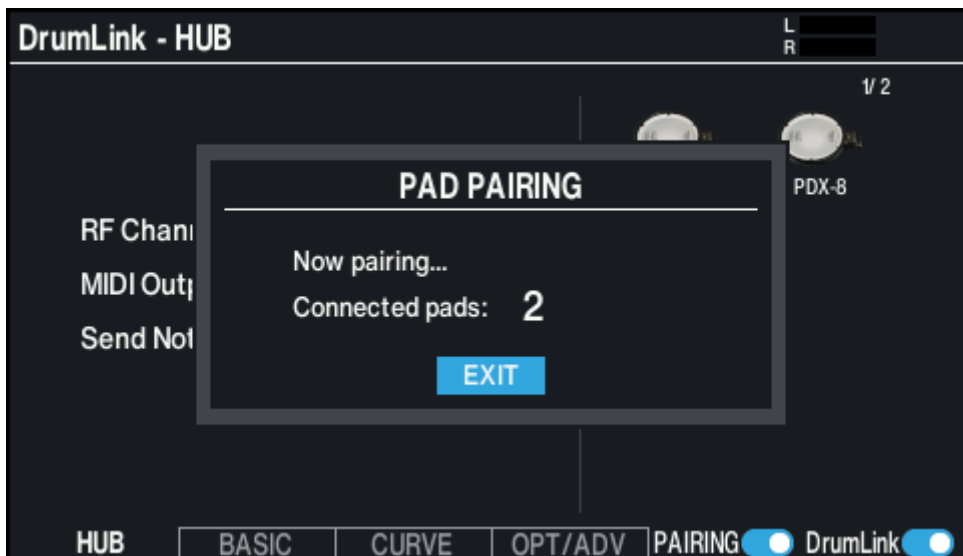 DrumLink - HUB
L
R
1/ 2
PDX-8
PAD PAIRING
RF Chan
Now pairing...
MIDI Out
Connected pads: 2
Send Not
EXIT
HUB BASIC CURVE OPT/ADV PAIRING DrumLink